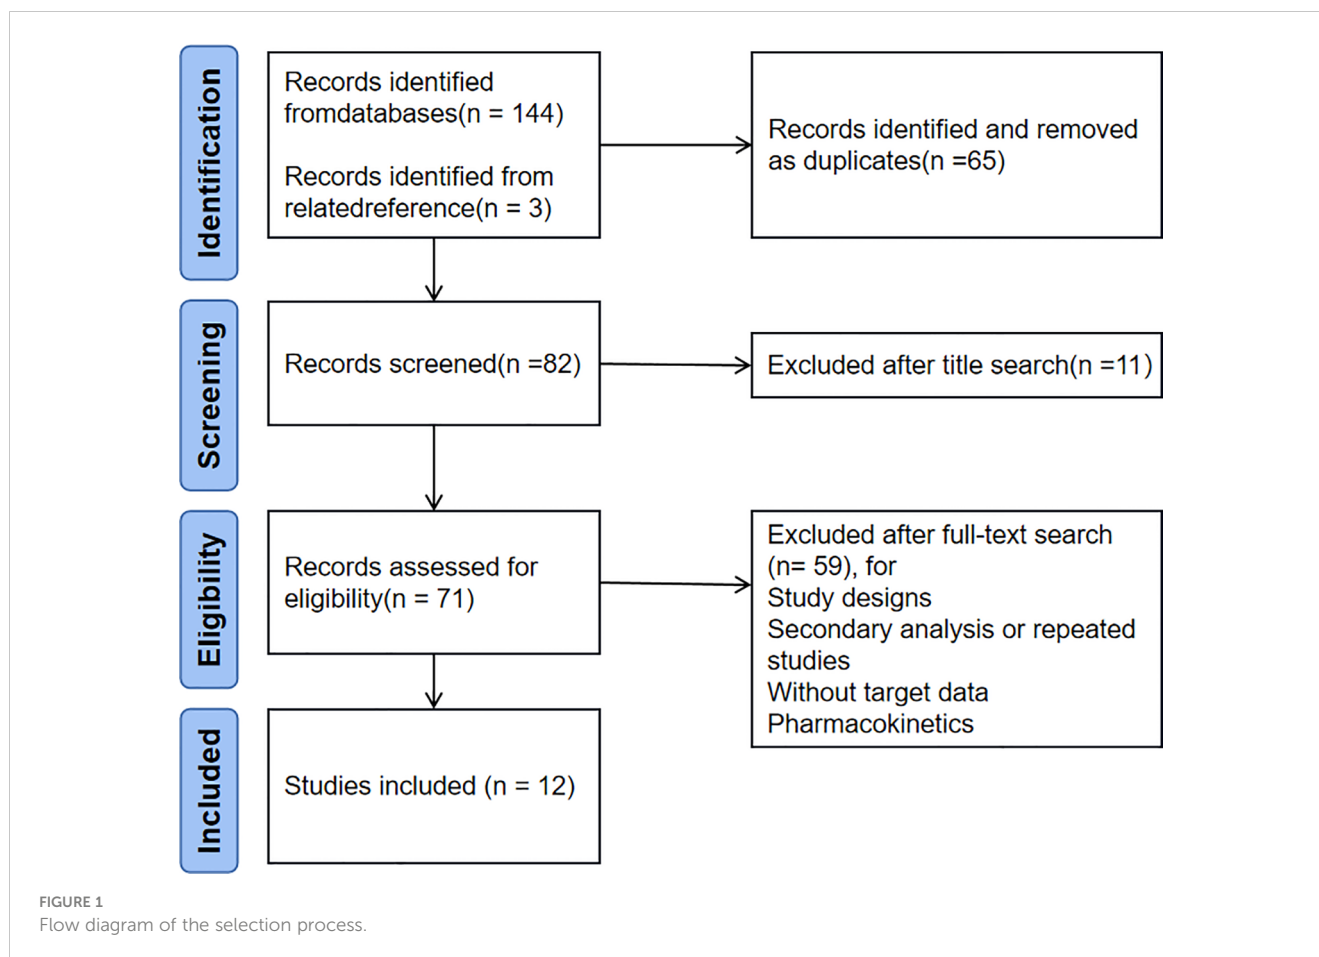 Identification
Records identified
fromdatabases(n = 144)
Records identified from
relatedreference(n = 3)
Records identified and removed
as duplicates(n =65)
Screening
Records screened(n =82)
Excluded after title search(n =11)
Eligibility
Records assessed for
eligibility(n = 71)
Excluded after full-text search
(n= 59), for
Study designs
Secondary analysis or repeated
studies
Without target data
Pharmacokinetics
Included
Studies included (n = 12)
FIGURE 1
Flow diagram of the selection process.